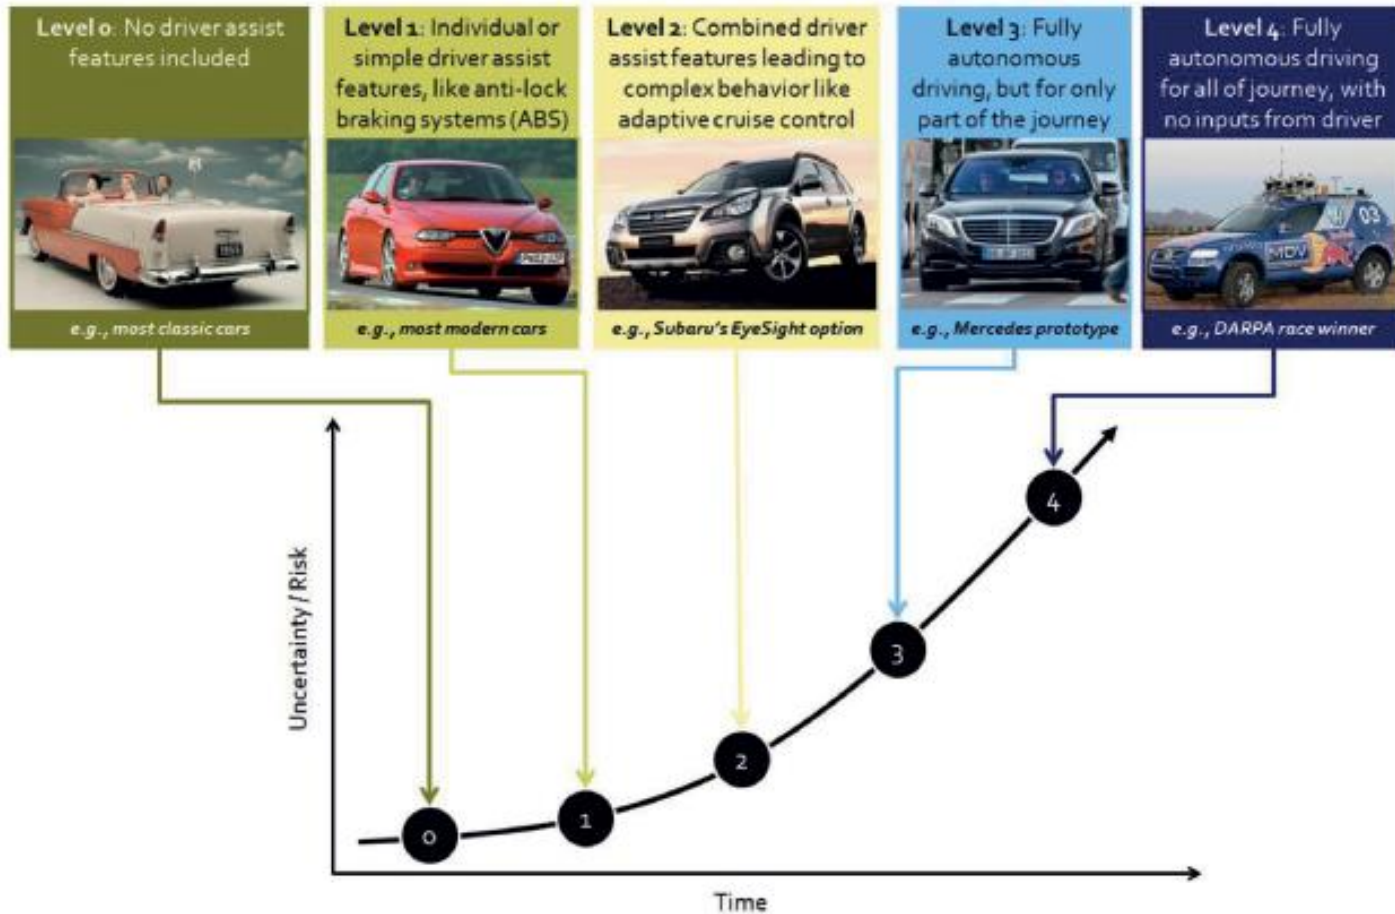 Level 0: No driver assist
features included
e.g., most classic cars
Level 1: Individual or
simple driver assist
features, like anti-lock
braking systems (ABS)
e.g., most modern cars
Level 2: Combined driver
assist features leading to
complex behavior like
adaptive cruise control
e.g., Subaru's EyeSight option
Level 3: Fully
autonomous
driving, but for only
part of the journey
e.g., Mercedes prototype
Level 4: Fully
autonomous driving
for all of journey, with
no inputs from driver
03
MDV
e.g., DARPA race winner
Uncertainty / Risk
0
1
2
3
4
Time